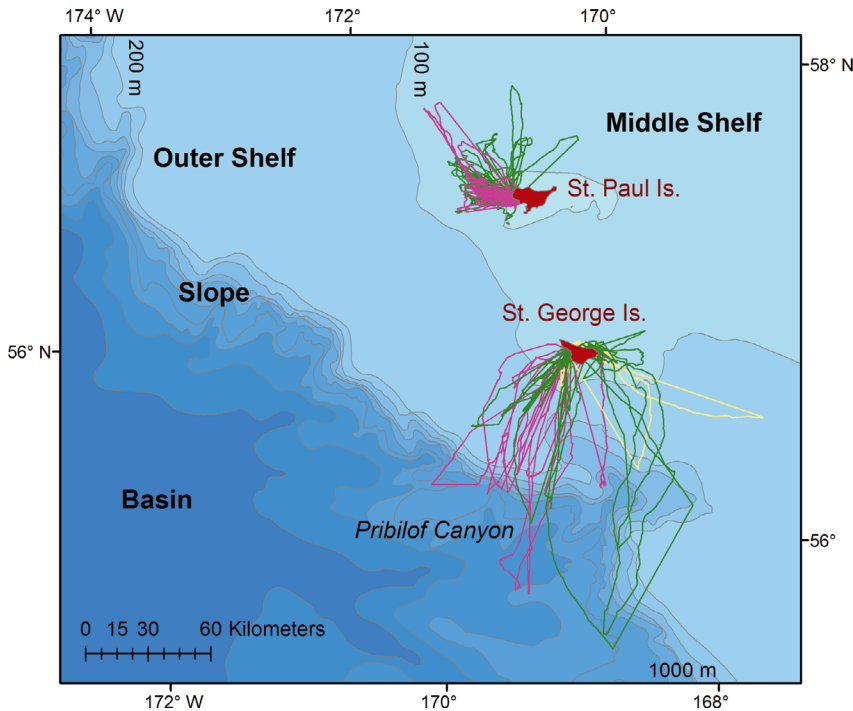 174° W
172°
170°
200 m
100 m
58° N
Middle Shelf
Outer Shelf
St. Paul Is.
Slope
St. George Is.
56° N
Basin
Pribilof Canyon
56°
0 15 30 60 Kilometers
1000 m
172° W
170°
168°